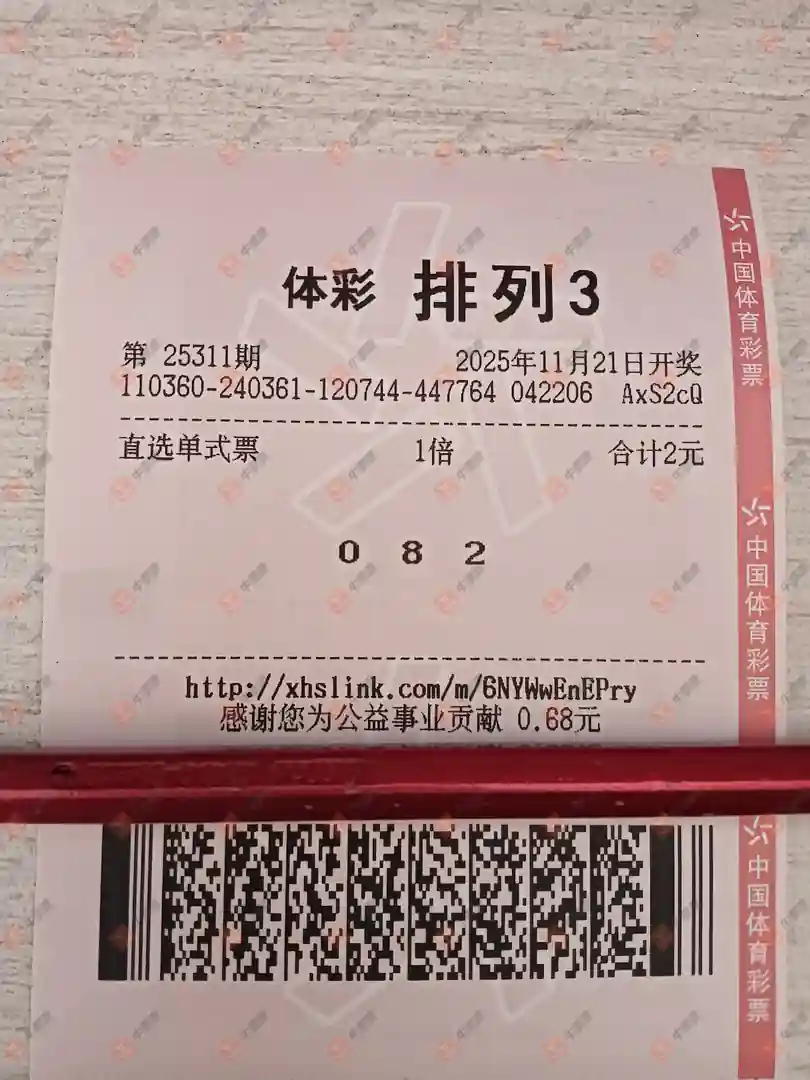 体彩 排列3
第 25311期 2025年11月21日开奖
110360-240361-120744-447764 042206 AxS2cQ
直选单式票 1倍 合计2元
0 8 2
http://xhslink.com/m/6NYWwEnEPry
感谢您为公益事业贡献 0.68元
中国体育彩票
中国体育彩票
中国体育彩票